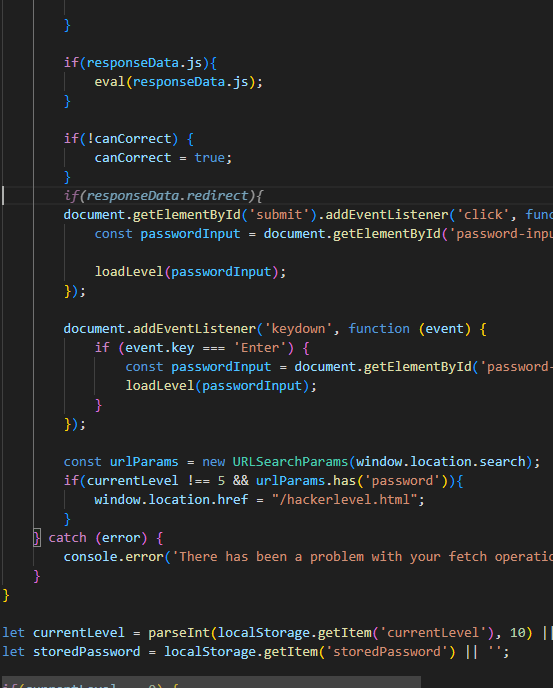 }
if(responseData.js){
eval(responseData.js);
}
if(!canCorrect) {
canCorrect = true;
}
if(responseData.redirect){
document.getElementById('submit').addEventListener('click', func
const passwordInput = document.getElementById('password-inpu
loadLevel(passwordInput);
});
document.addEventListener('keydown', function (event) {
if (event.key === 'Enter') {
const passwordInput = document.getElementById('password-
loadLevel(passwordInput);
}
});
const urlParams = new URLSearchParams(window.location.search);
if(currentLevel !== 5 && urlParams.has('password')){
window.location.href = "/hackerlevel.html";
}
} catch (error) {
console.error('There has been a problem with your fetch operatio
}
}
let currentLevel = parseInt(localStorage.getItem('currentLevel'), 10) ||
let storedPassword = localStorage.getItem('storedPassword') || '';